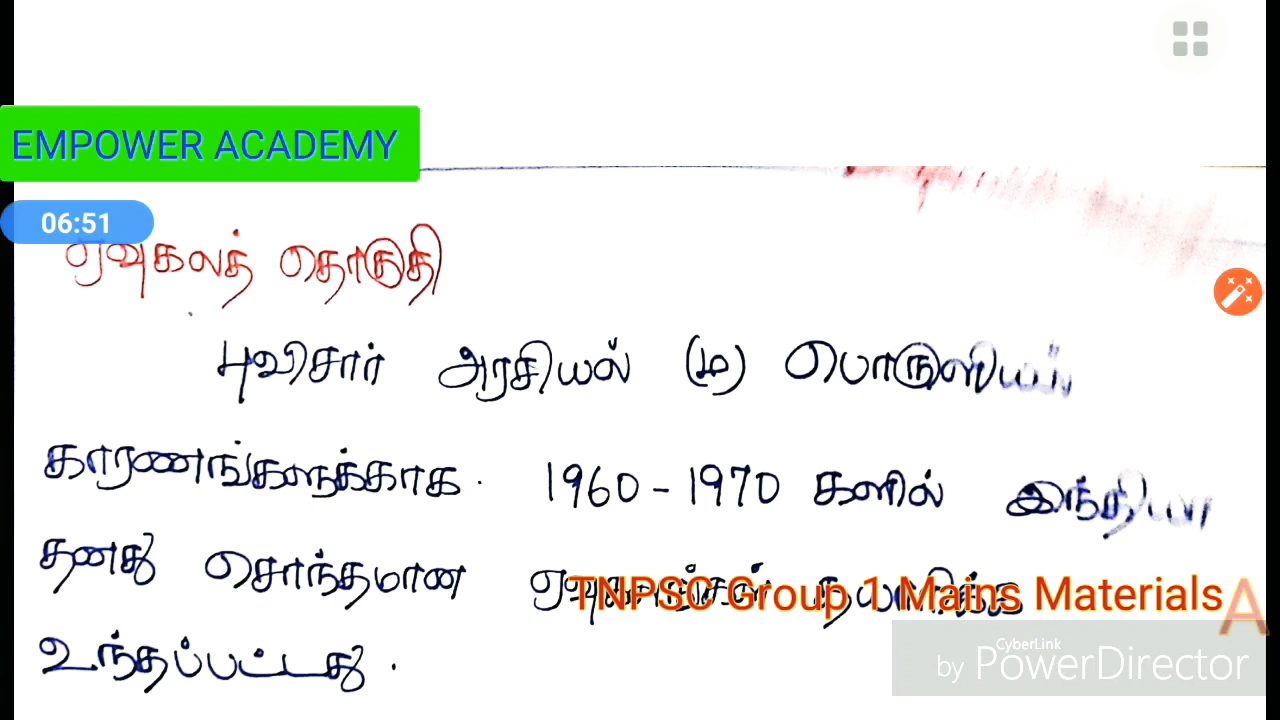 EMPOWER ACADEMY
06:51
ஏவுகலத் தொகுதி
புவிசார் அரசியல் (ம) பொருளியல்
காரணங்களுக்காக 1960 - 1970 களில் இந்தியா
தனது சொந்தமான
TNPSC Group 1 Mains Materials A
உந்தப்பட்டது .
CyberLink
by PowerDirector